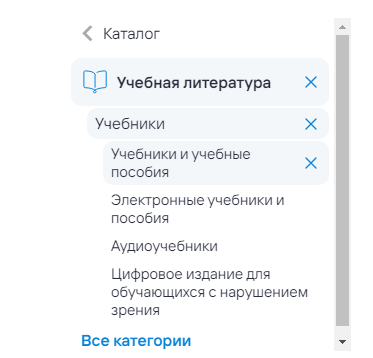 Каталог
Учебная литература
Учебники
Учебники и учебные
пособия
Электронные учебники и
пособия
Аудиоучебники
Цифровое издание для
обучающихся с нарушением
зрения
Все категории